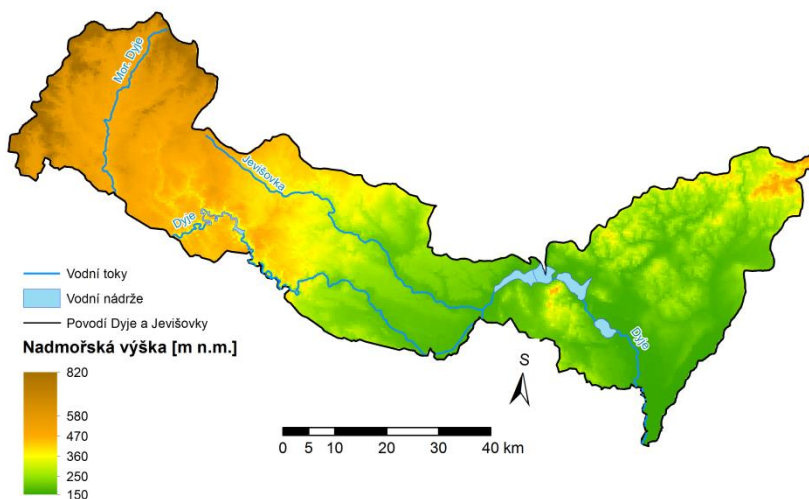 Mor. Dyje
Jevišovka
Dyje
Dyje
Vodní toky
Vodní nádrže
Povodí Dyje a Jevišovky
Nadmořská výška [m n.m.]
820
580
470
360
250
150
S
0 5 10 20 30 40 km